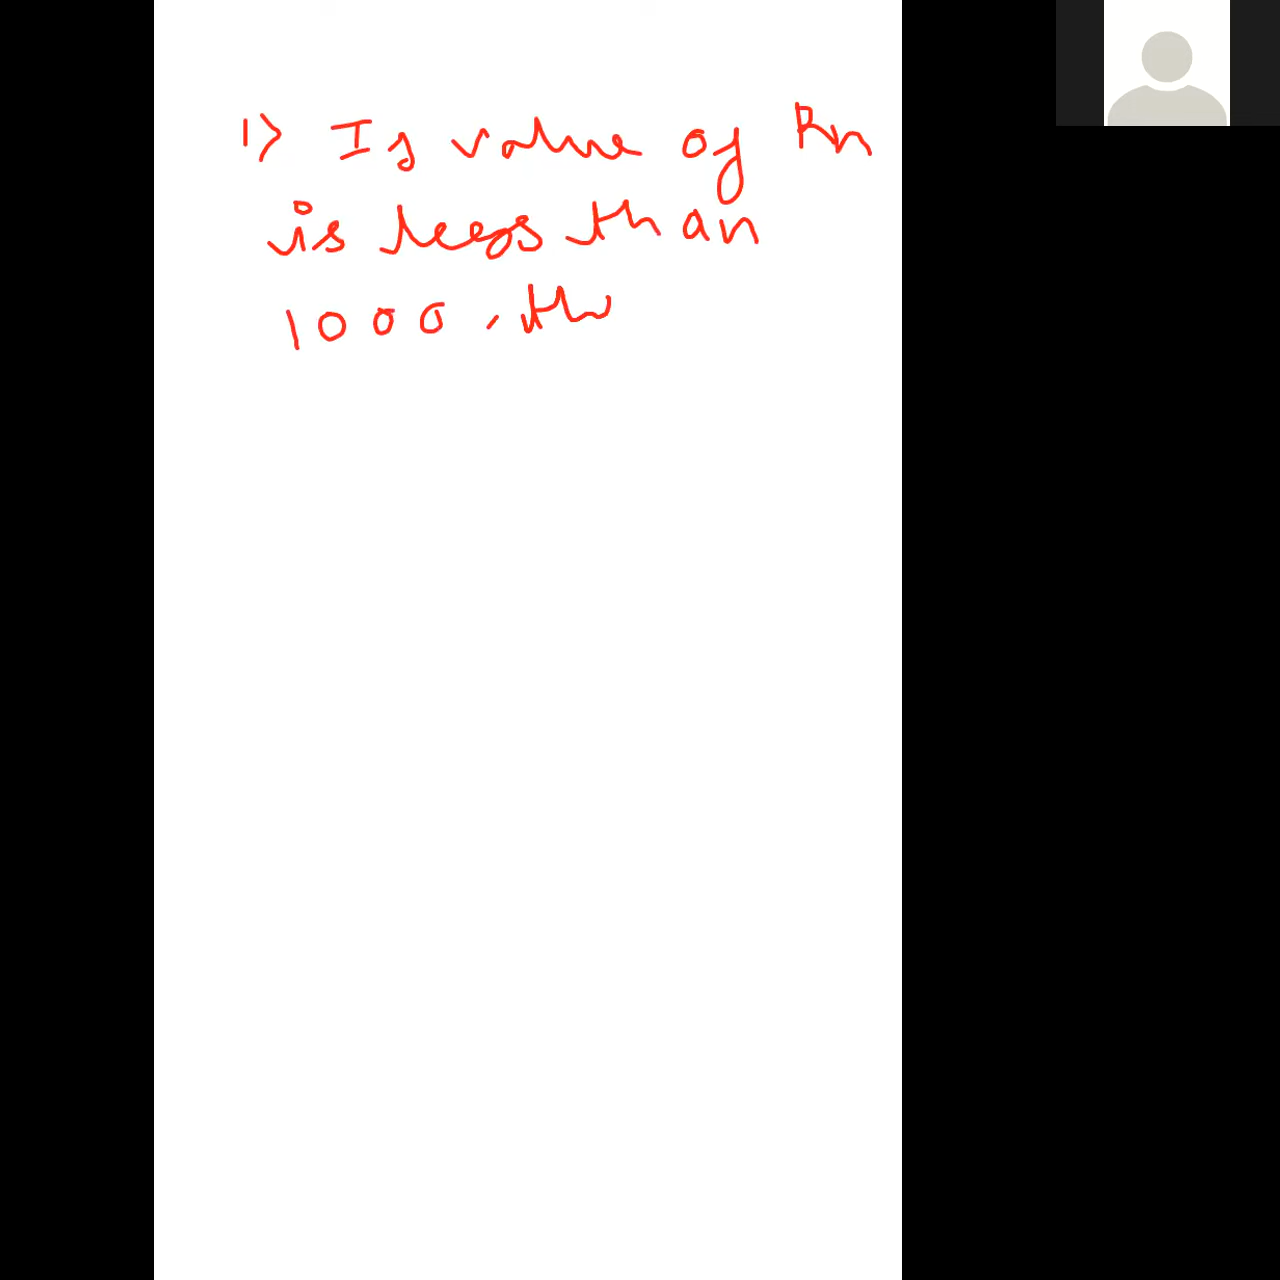 1> If value of Rn
is less than
1000, the